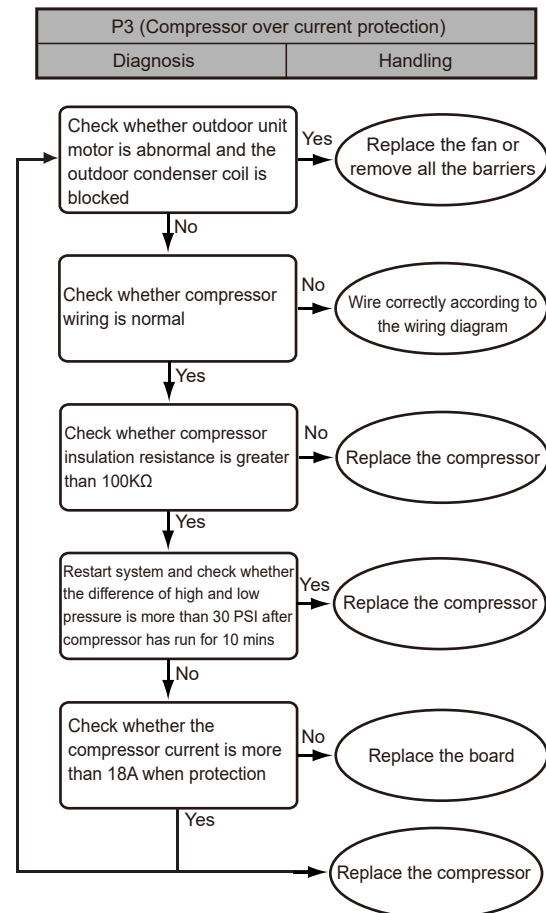 P3 (Compressor over current protection)
Diagnosis
Handling
Check whether outdoor unit
motor is abnormal and the
outdoor condenser coil is
blocked
Yes
Replace the fan or
remove all the barriers
No
Check whether compressor
wiring is normal
No
Wire correctly according to
the wiring diagram
Yes
Check whether compressor
insulation resistance is greater
than 100KΩ
No
Replace the compressor
Yes
Restart system and check whether
the difference of high and low
pressure is more than 30 PSI after
compressor has run for 10 mins
Yes
Replace the compressor
No
Check whether the
compressor current is more
than 18A when protection
No
Replace the board
Yes
Replace the compressor